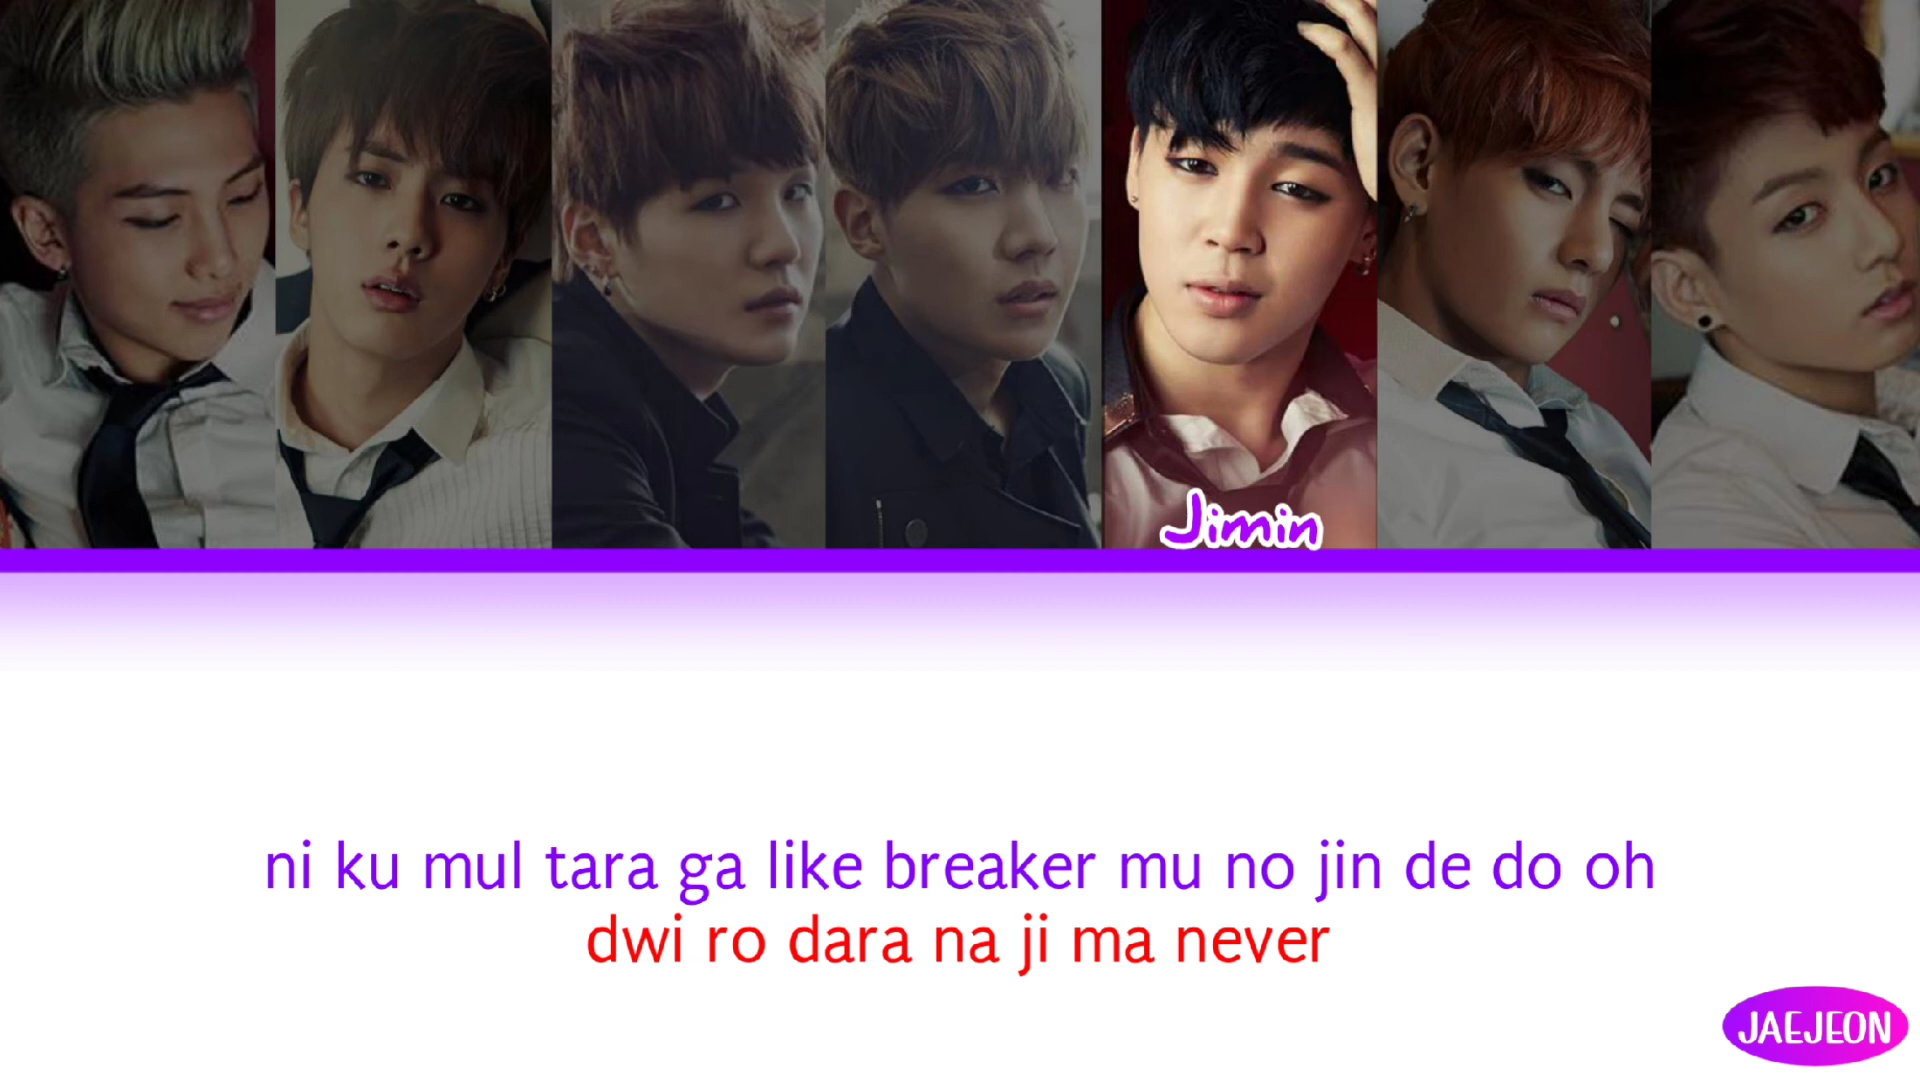 Jimin
ni ku mul tara ga like breaker mu no jin de do oh
dwi ro dara na ji ma never
JAEJEON